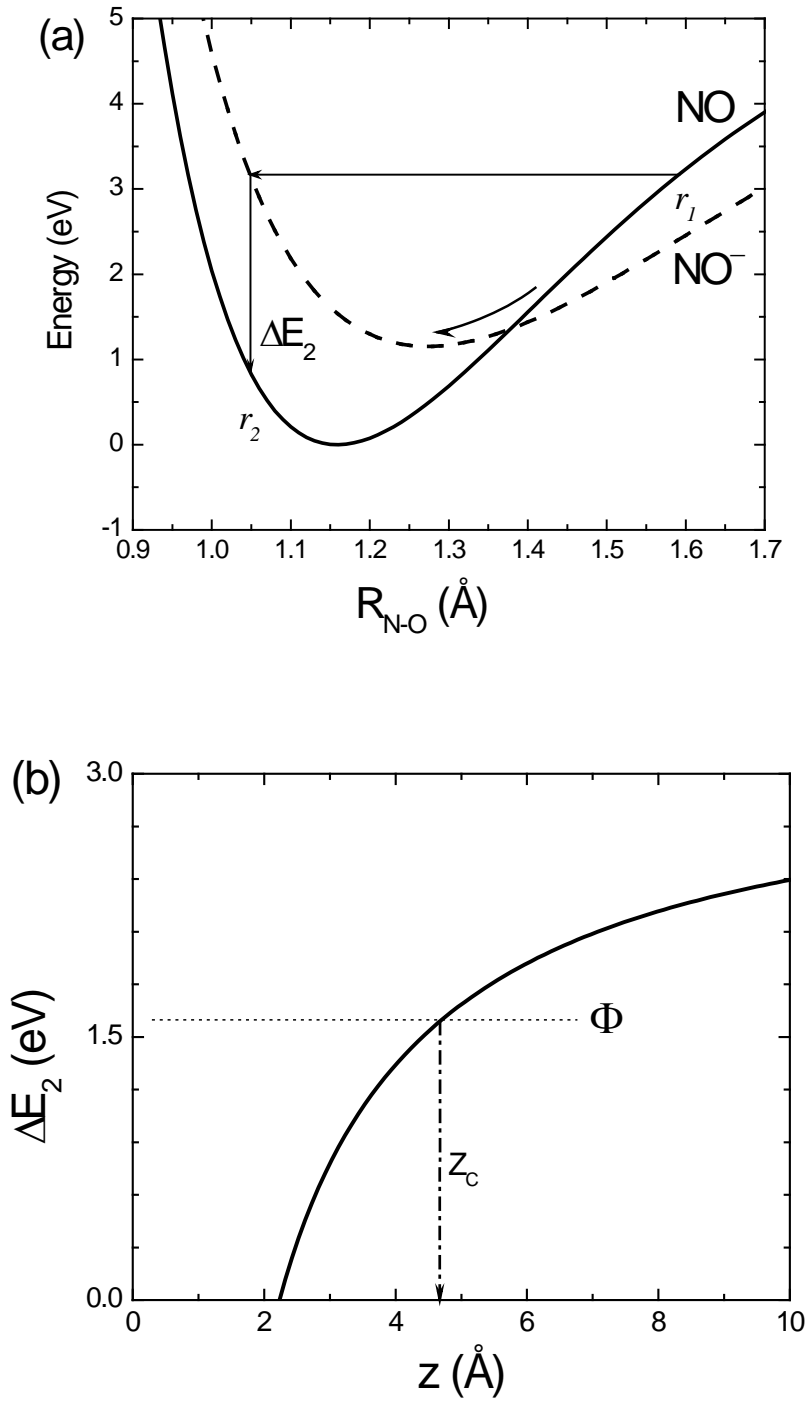 (a)
5
4
3
2
1
0
-1
Energy (eV)
NO
r₁
NO⁻
ΔE₂
r₂
0.9 1.0 1.1 1.2 1.3 1.4 1.5 1.6 1.7
R_N-O (Å)
(b)
3.0
1.5
0.0
ΔE₂ (eV)
Φ
Z_C
0 2 4 6 8 10
z (Å)